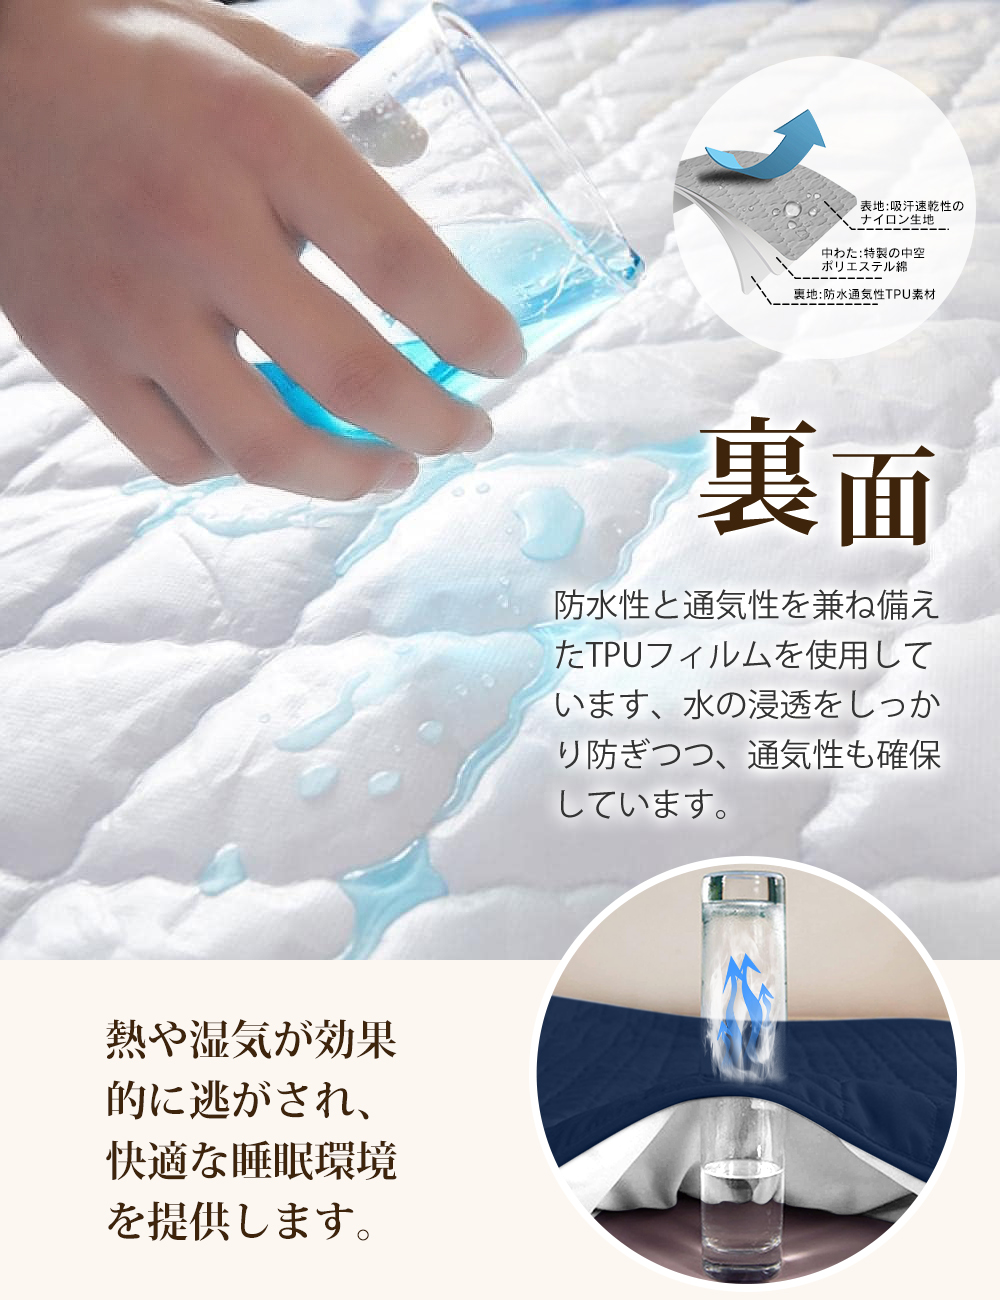 表地:吸汗速乾性の
ナイロン生地
中わた:特製の中空
ポリエステル綿
裏地:防水通気性TPU素材
裏面
防水性と通気性を兼ね備え
たTPUフィルムを使用して
います、水の浸透をしっか
り防ぎつつ、通気性も確保
しています。
熱や湿気が効果
的に逃がされ、
快適な睡眠環境
を提供します。